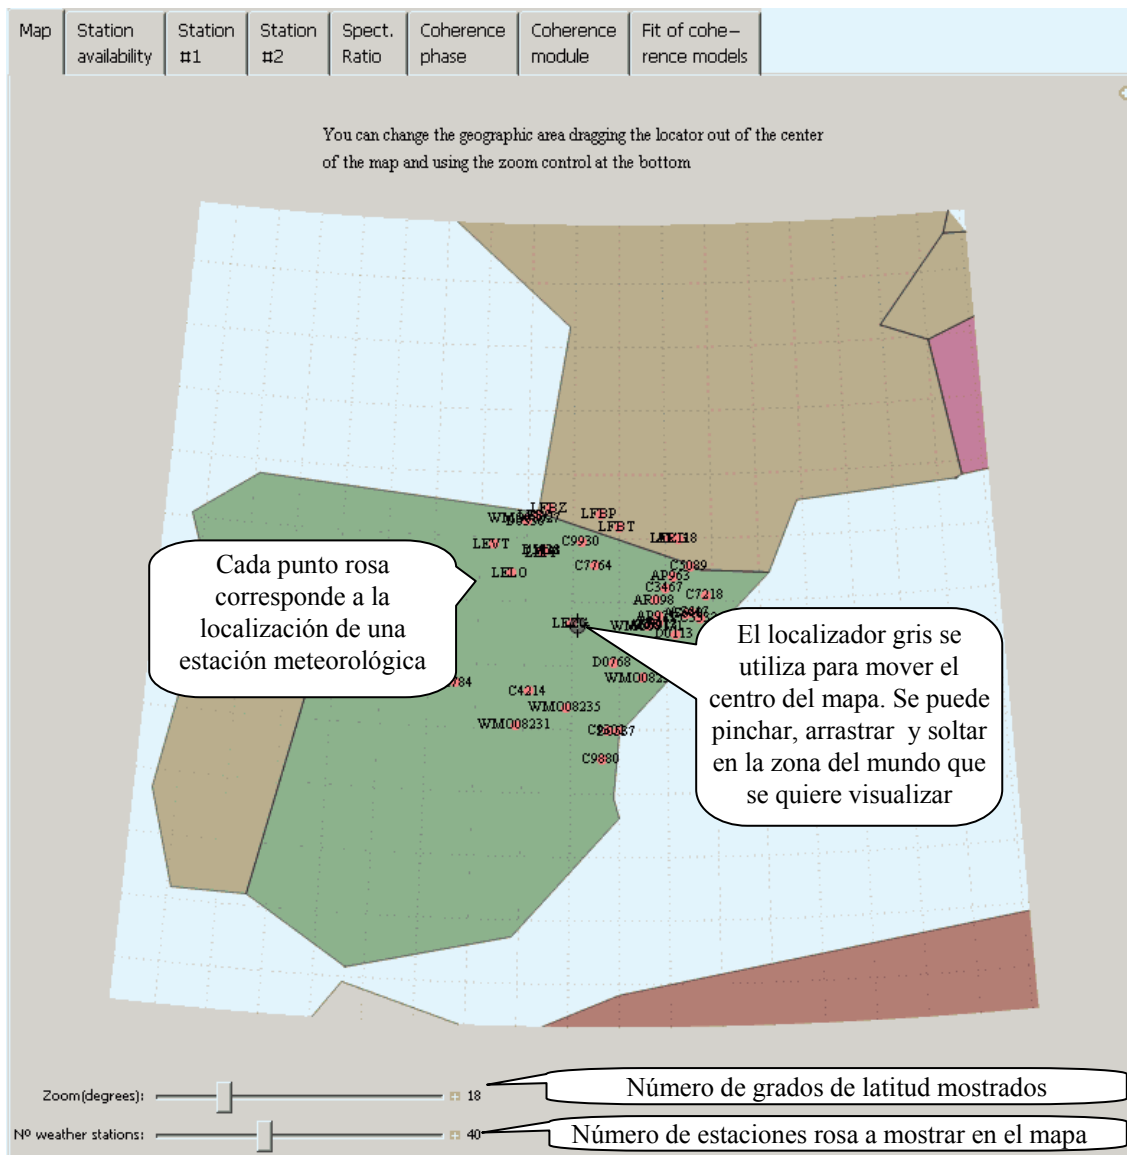 Map
Station
availability
Station
#1
Station
#2
Spect.
Ratio
Coherence
phase
Coherence
module
Fit of cohe-
rence models
You can change the geographic area dragging the locator out of the center
of the map and using the zoom control at the bottom
LFBZ
LFBP
LFBT
LEVT
C9930
LELO
C7764
C5089
AP963
C3467
C7218
AR098
D0113
D0768
C4214
WMO08235
WMO08231
C9880
Cada punto rosa
corresponde a la
localización de una
estación meteorológica
El localizador gris se
utiliza para mover el
centro del mapa. Se puede
pinchar, arrastrar y soltar
en la zona del mundo que
se quiere visualizar
Zoom(degrees):
18
Número de grados de latitud mostrados
Nº weather stations:
40
Número de estaciones rosa a mostrar en el mapa